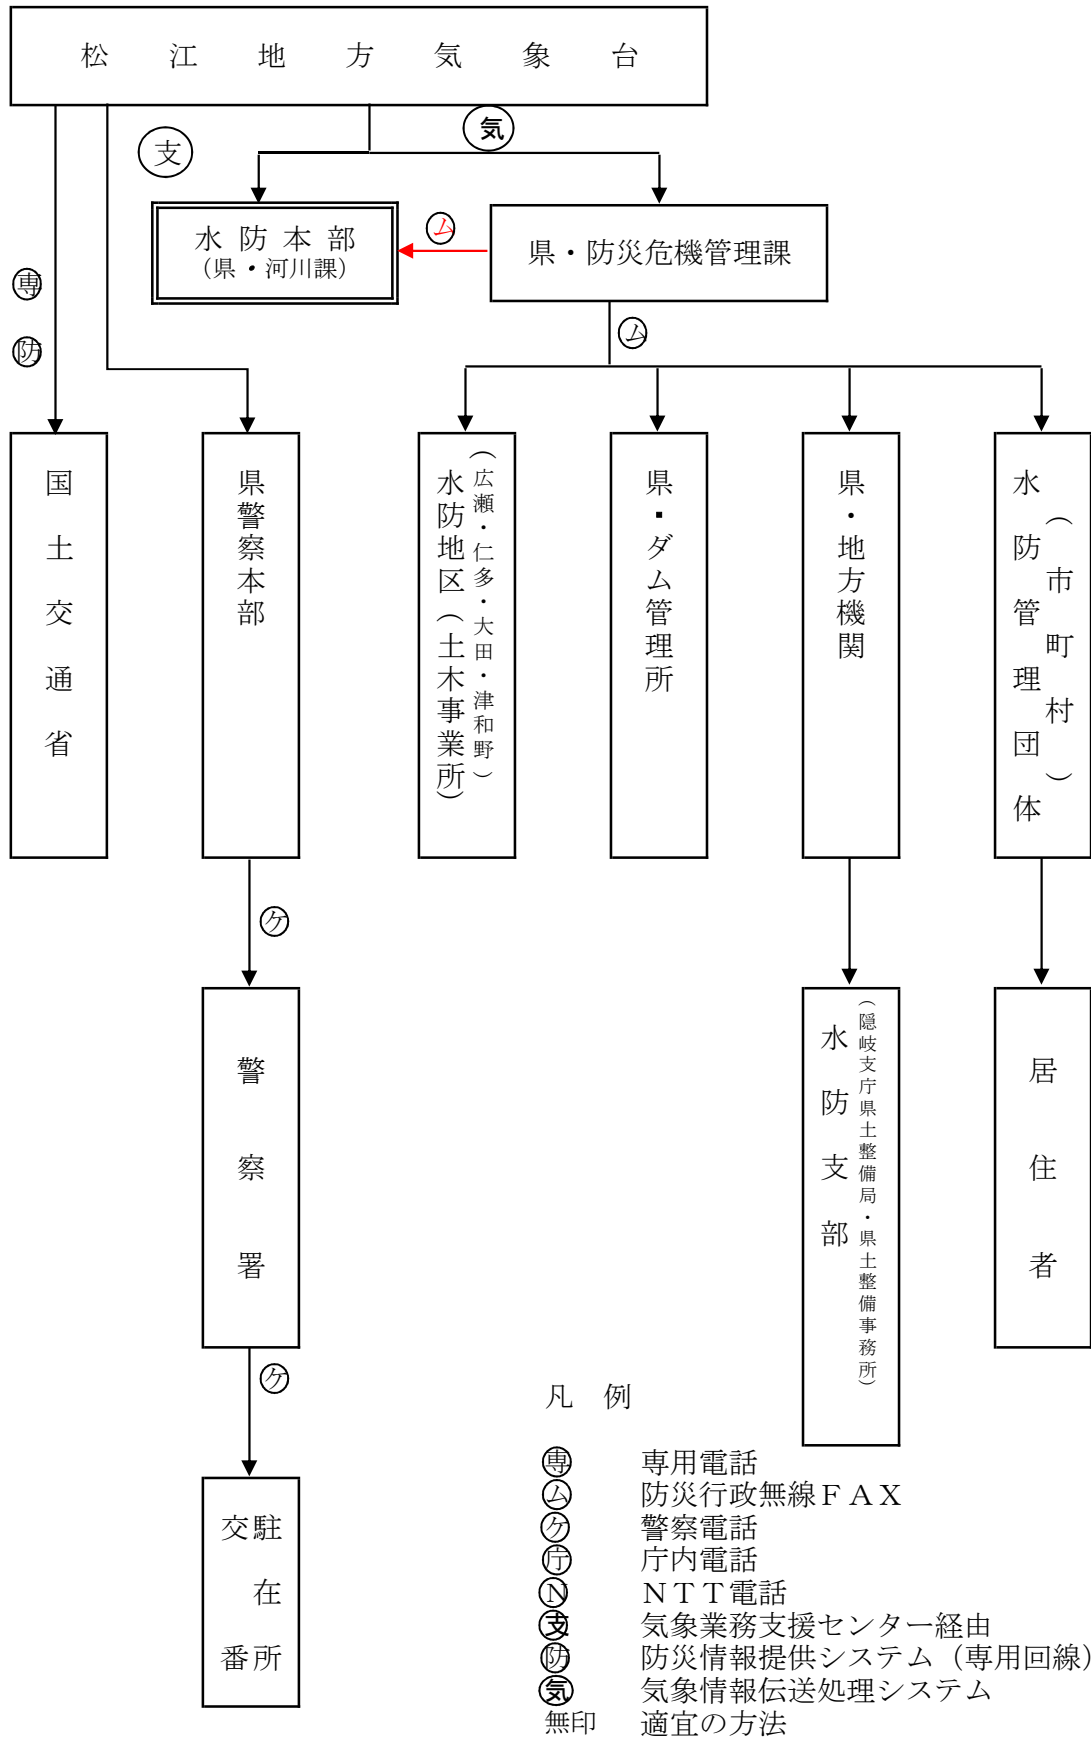 松江地方気象台
気
支
水防本部
(県・河川課)
ム
県・防災危機管理課
専
防
ム
国土交通省
県警察本部
水防地区(土木事業所)
(広瀬・仁多・大田・津和野)
県・ダム管理所
県・地方機関
水防管理団体
(市町村)
ケ
警察署
水防支部
(隠岐支庁県土整備局・県土整備事務所)
居住者
ケ
駐在所
交番
凡 例
専 専用電話
ム 防災行政無線FAX
ケ 警察電話
庁 庁内電話
N NTT電話
支 気象業務支援センター経由
防 防災情報提供システム(専用回線)
気 気象情報伝送処理システム
無印 適宜の方法